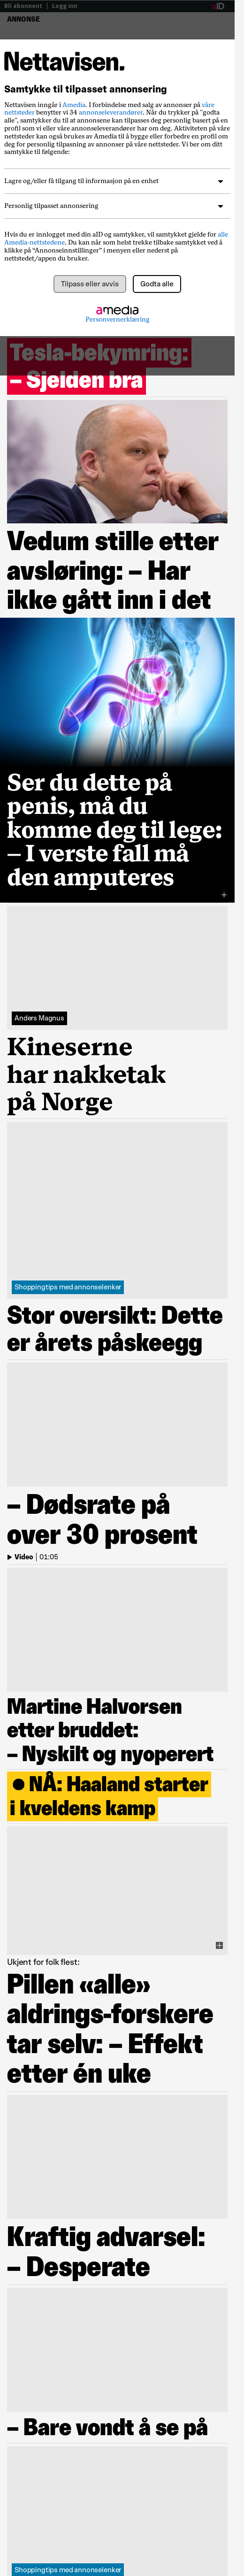 Bli abonnent | Logg inn
aID
ANNONSE
Nettavisen.
Samtykke til tilpasset annonsering
Nettavisen inngår i Amedia. I forbindelse med salg av annonser på våre
nettsteder benytter vi 34 annonseleverandører. Når du trykker på "godta
alle", samtykker du til at annonsene kan tilpasses deg personlig basert på en
profil som vi eller våre annonseleverandører har om deg. Aktiviteten på våre
nettsteder kan også brukes av Amedia til å bygge eller forbedre en profil om
deg for personlig tilpasning av annonser på våre nettsteder. Vi ber om ditt
samtykke til følgende:
Lagre og/eller få tilgang til informasjon på en enhet
Personlig tilpasset annonsering
Hvis du er innlogget med din aID og samtykker, vil samtykket gjelde for alle
Amedia-nettstedene. Du kan når som helst trekke tilbake samtykket ved å
klikke på “Annonseinnstillinger” i menyen eller nederst på
nettstedet/appen du bruker.
Tilpass eller avvis
Godta alle
amedia
Personvernerklæring
Tesla-bekymring:
– Sjelden bra
Vedum stille etter
avsløring: – Har
ikke gått inn i det
Ser du dette på
penis, må du
komme deg til lege:
– I verste fall må
den amputeres
Anders Magnus
Kineserne
har nakketak
på Norge
Shoppingtips med annonselenker
Stor oversikt: Dette
er årets påskeegg
– Dødsrate på
over 30 prosent
Video | 01:05
Martine Halvorsen
etter bruddet:
– Nyskilt og nyoperert
NÅ: Haaland starter
i kveldens kamp
Ukjent for folk flest:
Pillen «alle»
aldrings-forskere
tar selv: – Effekt
etter én uke
Kraftig advarsel:
– Desperate
– Bare vondt å se på
Shoppingtips med annonselenker